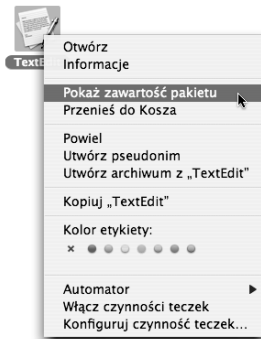 TextE
Otwórz
Informacje
Pokaż zawartość pakietu
Przenieś do Kosza
Powiel
Utwórz pseudonim
Utwórz archiwum z „TextEdit”
Kopiuj „TextEdit”
Kolor etykiety:
×
Automator
Włącz czynności teczek
Konfiguruj czynność teczek...